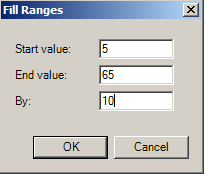 Fill Ranges
Start value: 5
End value: 65
By: 10
OK Cancel